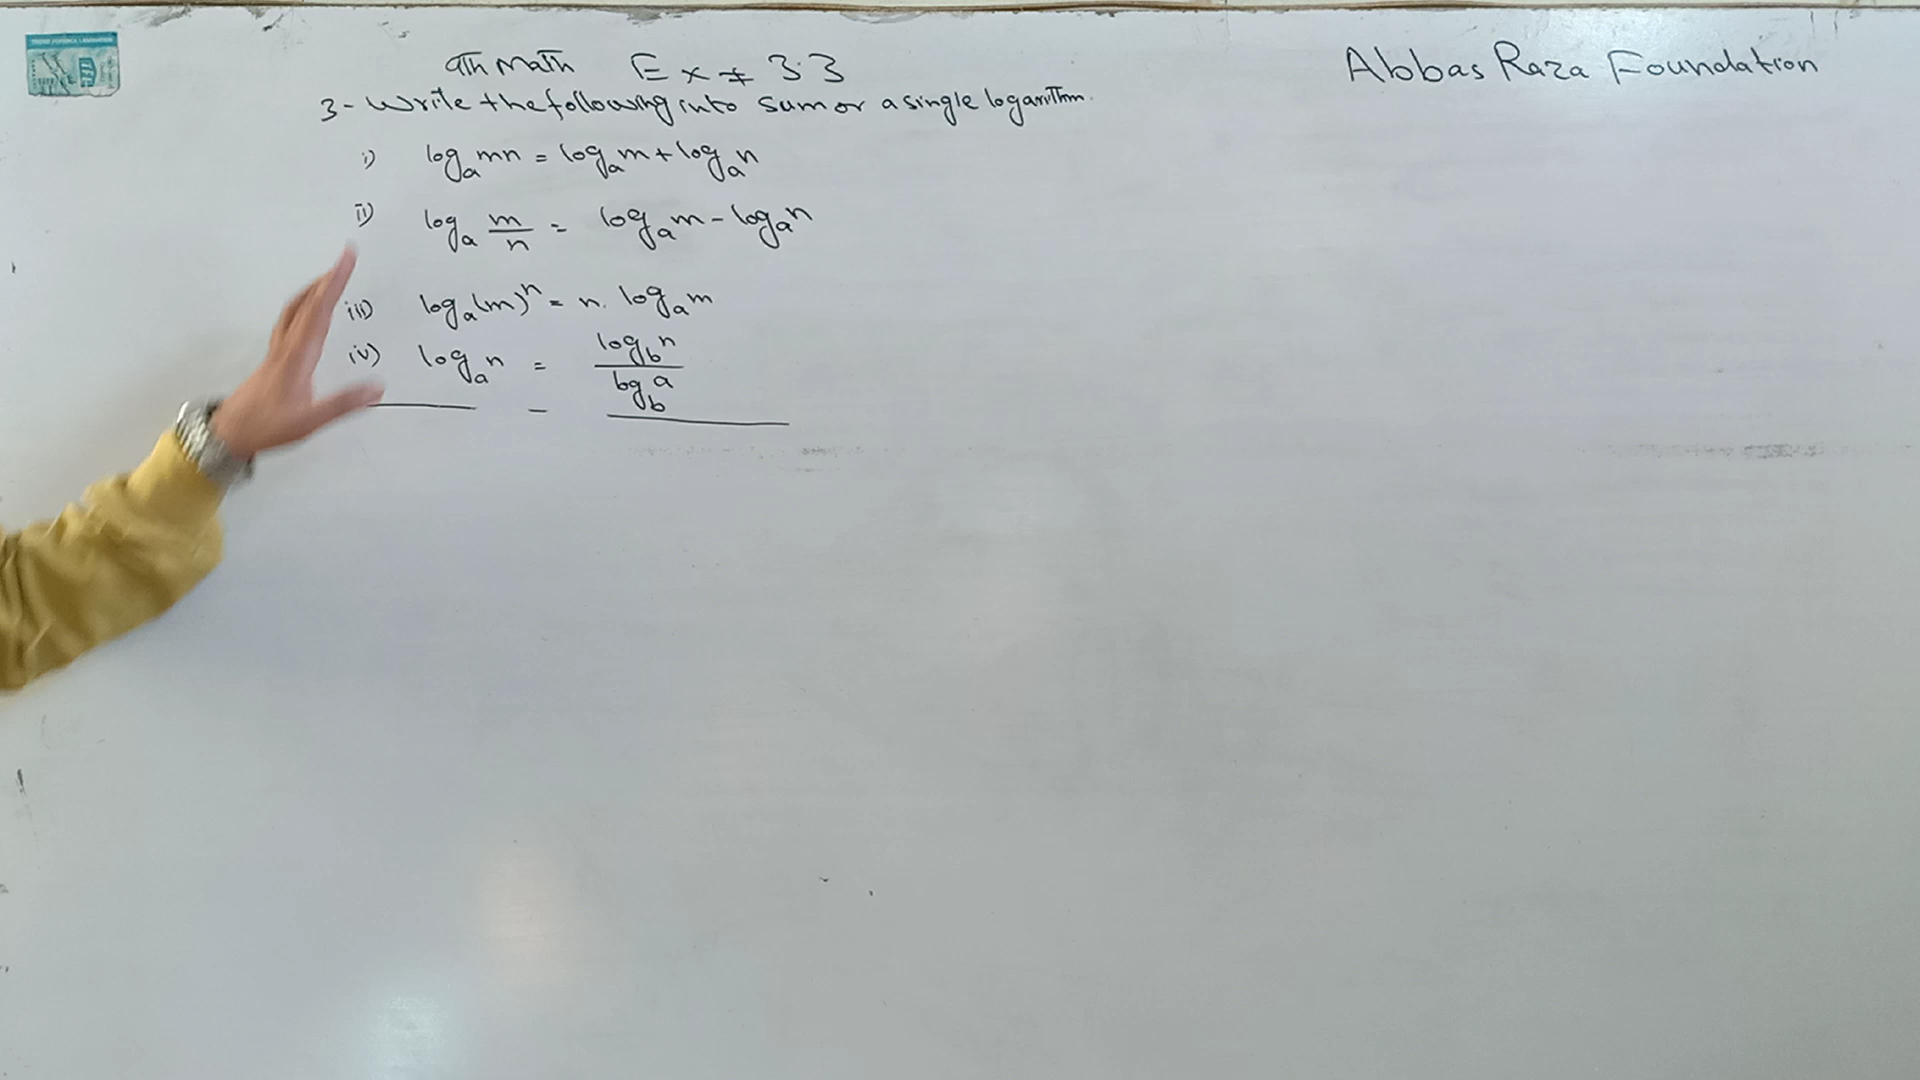 9Th Math Ex # 3.3
Abbas Raza Foundation
3- Write the following into sum or a single logarithm.
i) log_a mn = log_a m + log_a n
ii) log_a m/n = log_a m - log_a n
iii) log_a (m)^n = n. log_a m
iv) log_a n = log_b n / log_b a